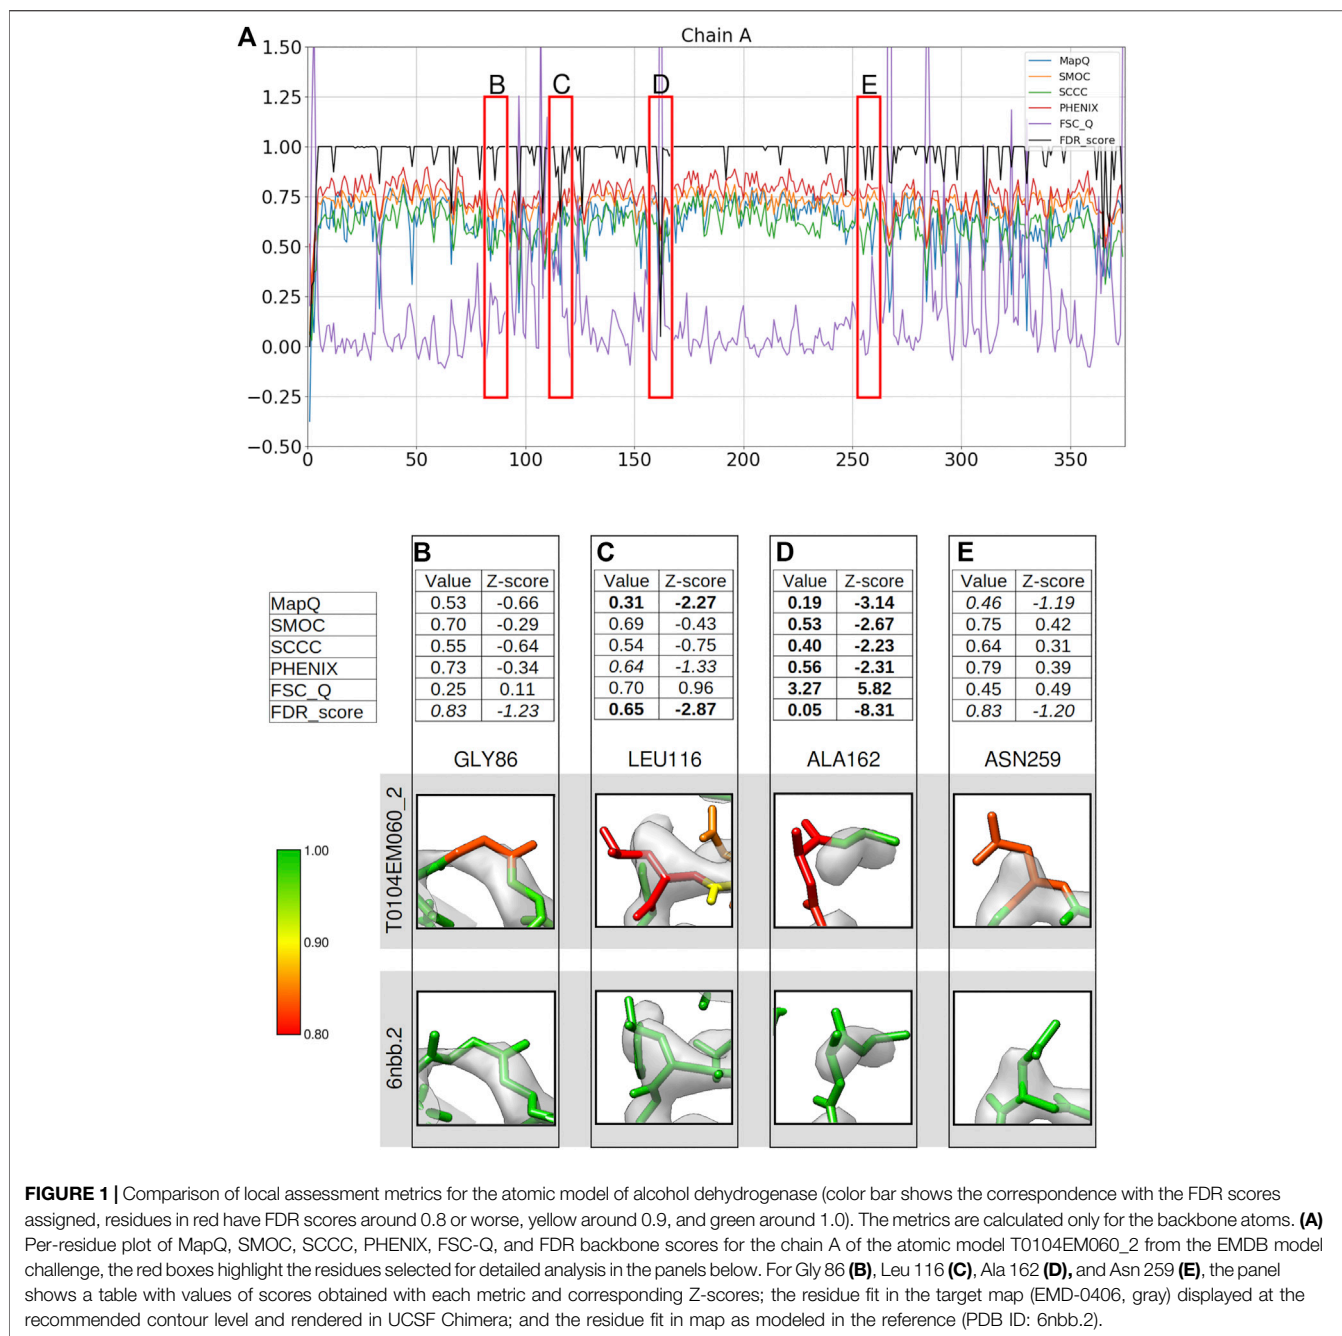 A
Chain A
1.50
1.25
1.00
0.75
0.50
0.25
0.00
−0.25
−0.50
B
C
D
E
MapQ
SMOC
SCCC
PHENIX
FSC_Q
FDR_score
0 50 100 150 200 250 300 350
B C D E
Value Z-score Value Z-score Value Z-score Value Z-score
MapQ 0.53 -0.66 0.31 -2.27 0.19 -3.14 0.46 -1.19
SMOC 0.70 -0.29 0.69 -0.43 0.53 -2.67 0.75 0.42
SCCC 0.55 -0.64 0.54 -0.75 0.40 -2.23 0.64 0.31
PHENIX 0.73 -0.34 0.64 -1.33 0.56 -2.31 0.79 0.39
FSC_Q 0.25 0.11 0.70 0.96 3.27 5.82 0.45 0.49
FDR_score 0.83 -1.23 0.65 -2.87 0.05 -8.31 0.83 -1.20
GLY86 LEU116 ALA162 ASN259
T0104EM060_2
1.00
0.90
0.80
6nbb.2
FIGURE 1 | Comparison of local assessment metrics for the atomic model of alcohol dehydrogenase (color bar shows the correspondence with the FDR scores
assigned, residues in red have FDR scores around 0.8 or worse, yellow around 0.9, and green around 1.0). The metrics are calculated only for the backbone atoms. (A)
Per-residue plot of MapQ, SMOC, SCCC, PHENIX, FSC-Q, and FDR backbone scores for the chain A of the atomic model T0104EM060_2 from the EMDB model
challenge, the red boxes highlight the residues selected for detailed analysis in the panels below. For Gly 86 (B), Leu 116 (C), Ala 162 (D), and Asn 259 (E), the panel
shows a table with values of scores obtained with each metric and corresponding Z-scores; the residue fit in the target map (EMD-0406, gray) displayed at the
recommended contour level and rendered in UCSF Chimera; and the residue fit in map as modeled in the reference (PDB ID: 6nbb.2).